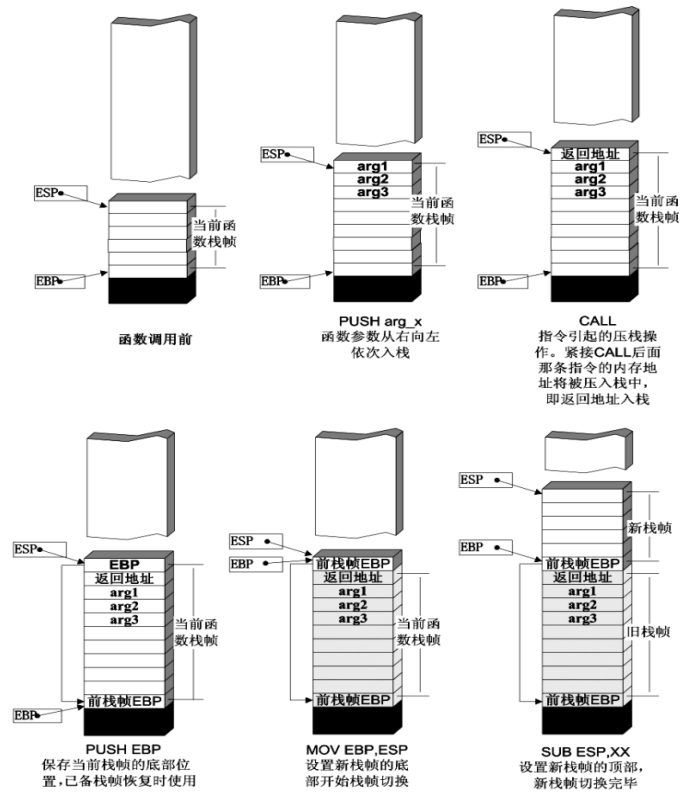 ESP
EBP
当前函
数栈帧
函数调用前
ESP
EBP
arg1
arg2
arg3
当前函
数栈帧
PUSH arg_x
函数参数从右向左
依次入栈
ESP
EBP
返回地址
arg1
arg2
arg3
当前函
数栈帧
CALL
指令引起的压栈操
作。紧接CALL后面
那条指令的内存地
址将被压入栈中，
即返回地址入栈
ESP
EBP
EBP
返回地址
arg1
arg2
arg3
前栈帧EBP
当前函
数栈帧
PUSH EBP
保存当前栈帧的底部位
置，已备栈帧恢复时使用
ESP
EBP
前栈帧EBP
返回地址
arg1
arg2
arg3
前栈帧EBP
当前函
数栈帧
MOV EBP,ESP
设置新栈帧的底
部开始栈帧切换
ESP
EBP
前栈帧EBP
返回地址
arg1
arg2
arg3
前栈帧EBP
新栈帧
旧栈帧
SUB ESP,XX
设置新栈帧的顶部，
新栈帧切换完毕